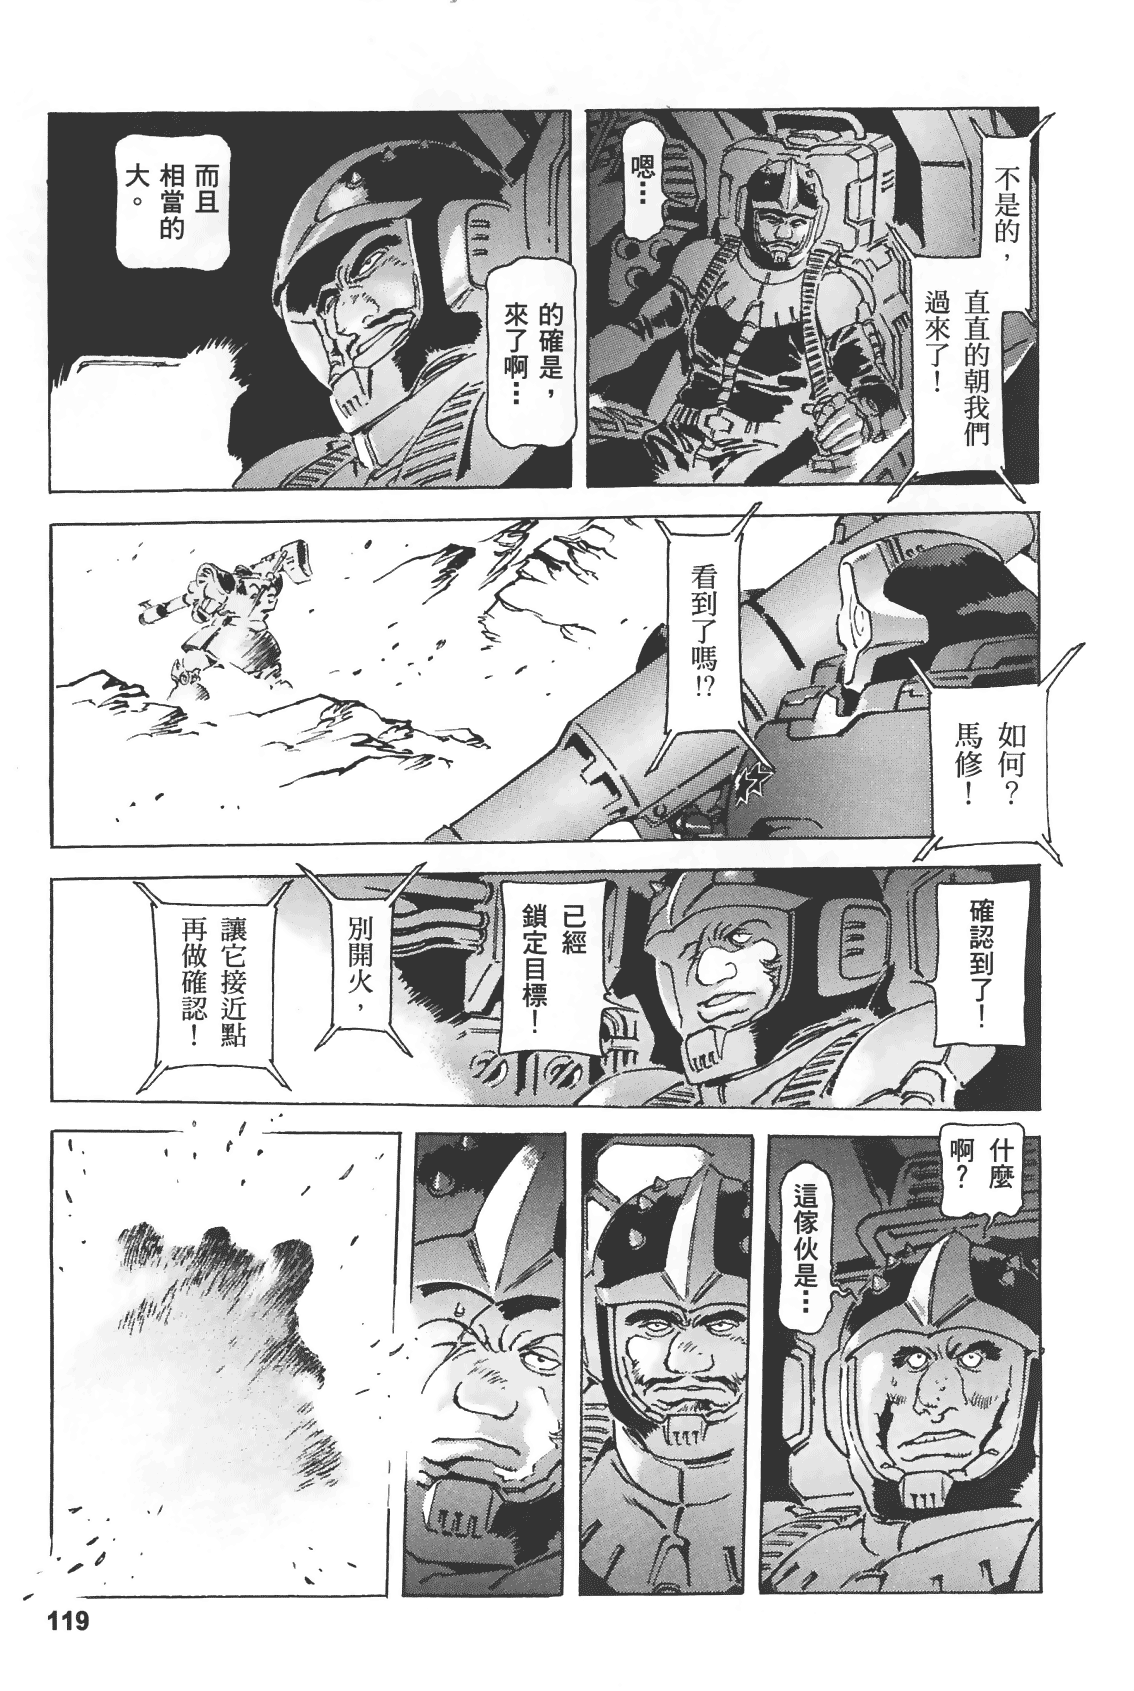 不是的，
直直的朝我們
過來了！
嗯…
的確是，
來了啊…
而且
相當的
大。
如何？
馬修！
看到了嗎!?
確認到了！
已經
鎖定目標！
別開火，
讓它接近點
再做確認！
什麼
啊？
這傢伙是…
119